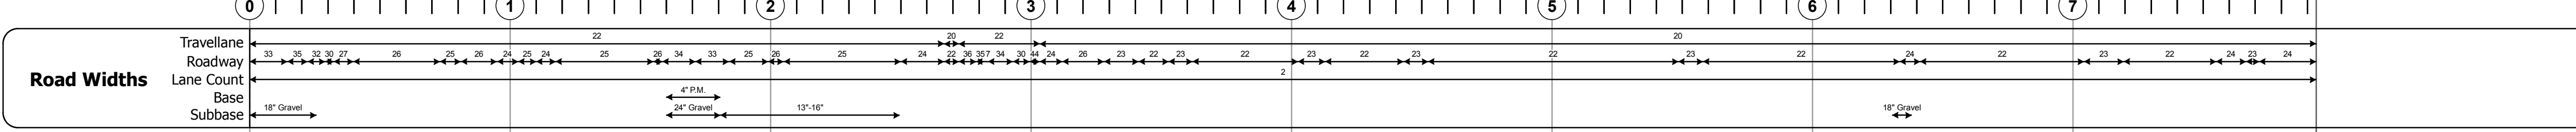 0 1 2 3 4 5 6 7
Road Widths
Travellane 22 20 22 20
Roadway 33 35 32 30 27 26 25 26 24 25 24 25 26 34 33 25 26 25 24 22 36 35 7 34 30 44 24 26 23 22 23 22 23 22 23 22 23 22 24 22 23 22 24 23 24
Lane Count 2
Base 4" P.M.
Subbase 18" Gravel 24" Gravel 13"-16" 18" Gravel